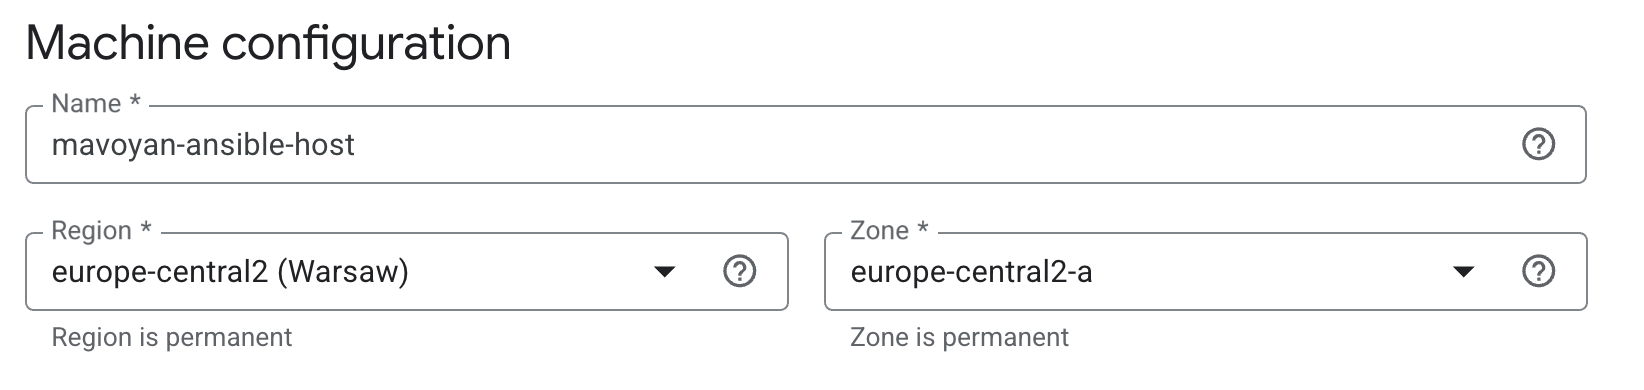 Machine configuration
Name *
mavoyan-ansible-host
Region *
europe-central2 (Warsaw)
Region is permanent
Zone *
europe-central2-a
Zone is permanent